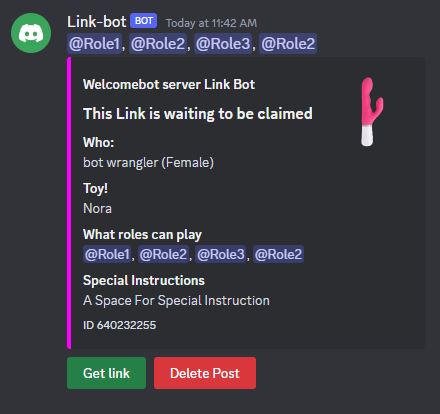 Link-bot BOT Today at 11:42 AM
@Role1, @Role2, @Role3, @Role2
Welcomebot server Link Bot
This Link is waiting to be claimed
Who:
bot wrangler (Female)
Toy!
Nora
What roles can play
@Role1, @Role2, @Role3, @Role2
Special Instructions
A Space For Special Instruction
ID 640232255
Get link Delete Post